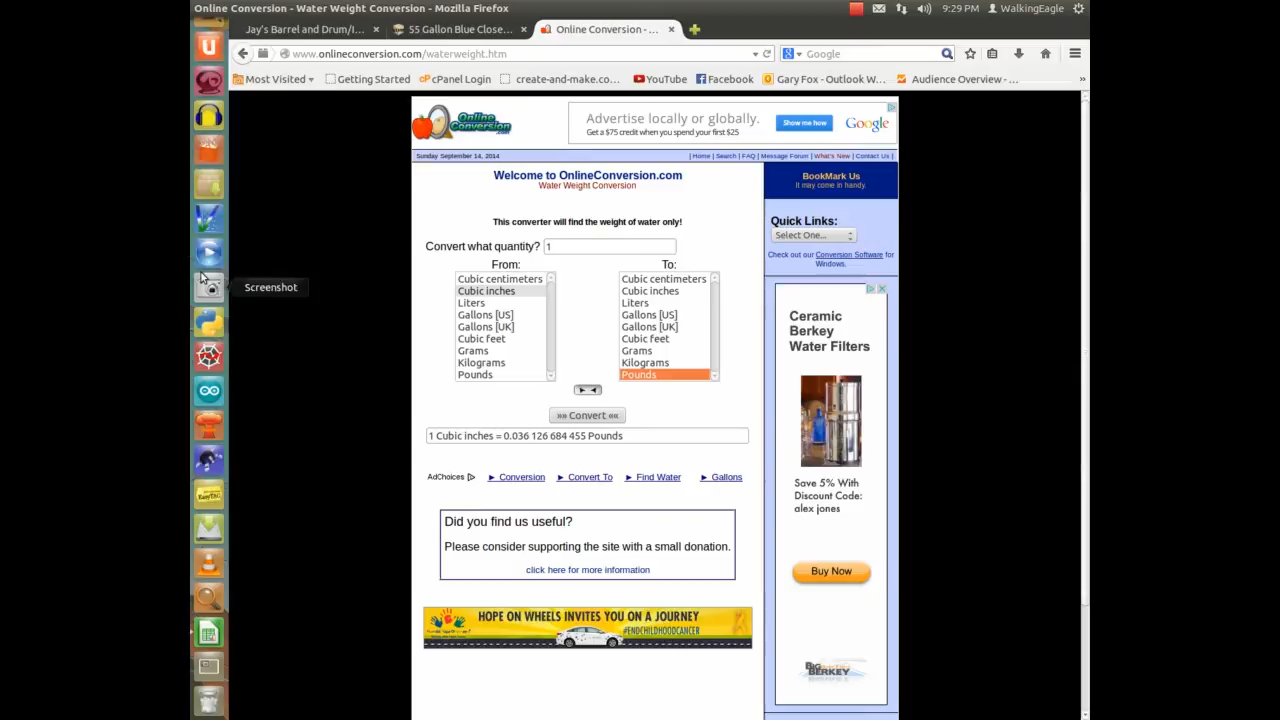 Online Conversion - Water Weight Conversion - Mozilla Firefox
9:29 PM
WalkingEagle
Jay's Barrel and Drum/I...
55 Gallon Blue Close...
Online Conversion - ...
www.onlineconversion.com/waterweight.htm
Google
Most Visited
Getting Started
cPanel Login
create-and-make.co...
YouTube
Facebook
Gary Fox - Outlook W...
Audience Overview - ...
»
Online
Conversion
.com
Advertise locally or globally.
Get a $75 credit when you spend your first $25
Show me how
Google
Sunday September 14, 2014
| Home | Search | FAQ | Message Forum | What's New | Contact Us |
Welcome to OnlineConversion.com
Water Weight Conversion
This converter will find the weight of water only!
Convert what quantity? 1
From:
Cubic centimeters
Cubic inches
Liters
Gallons [US]
Gallons [UK]
Cubic feet
Grams
Kilograms
Pounds
To:
Cubic centimeters
Cubic inches
Liters
Gallons [US]
Gallons [UK]
Cubic feet
Grams
Kilograms
Pounds
»» Convert ««
1 Cubic inches = 0.036 126 684 455 Pounds
AdChoices
► Conversion
► Convert To
► Find Water
► Gallons
Did you find us useful?
Please consider supporting the site with a small donation.
click here for more information
HOPE ON WHEELS INVITES YOU ON A JOURNEY
#ENDCHILDHOODCANCER
BookMark Us
It may come in handy.
Quick Links:
Select One...
Check out our Conversion Software for
Windows.
Ceramic
Berkey
Water Filters
Save 5% With
Discount Code:
alex jones
Buy Now
BIG
BERKEY
Screenshot
EasyTAG